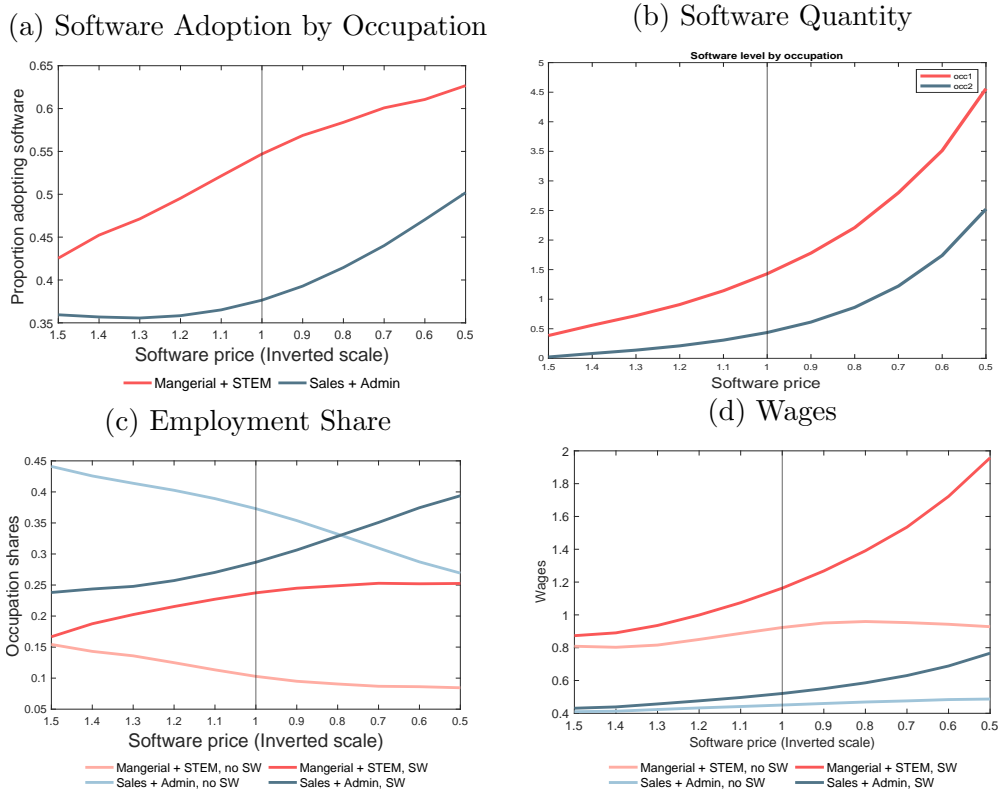 (a) Software Adoption by Occupation
0.65
0.6
0.55
0.5
0.45
0.4
0.35
Proportion adopting software
1.5 1.4 1.3 1.2 1.1 1 0.9 0.8 0.7 0.6 0.5
Software price (Inverted scale)
Mangerial + STEM Sales + Admin
(b) Software Quantity
Software level by occupation
occ1
occ2
5
4.5
4
3.5
3
2.5
2
1.5
1
0.5
0
1.5 1.4 1.3 1.2 1.1 1 0.9 0.8 0.7 0.6 0.5
Software price
(c) Employment Share
0.45
0.4
0.35
0.3
0.25
0.2
0.15
0.1
0.05
Occupation shares
1.5 1.4 1.3 1.2 1.1 1 0.9 0.8 0.7 0.6 0.5
Software price (Inverted scale)
Mangerial + STEM, no SW Mangerial + STEM, SW
Sales + Admin, no SW Sales + Admin, SW
(d) Wages
2
1.8
1.6
1.4
1.2
1
0.8
0.6
0.4
Wages
1.5 1.4 1.3 1.2 1.1 1 0.9 0.8 0.7 0.6 0.5
Software price (Inverted scale)
Mangerial + STEM, no SW Mangerial + STEM, SW
Sales + Admin, no SW Sales + Admin, SW